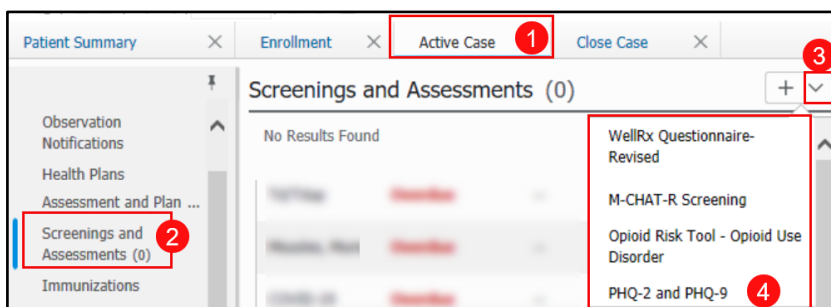 Patient Summary
Enrollment
Active Case
1
Close Case
3
Screenings and Assessments (0)
Observation
Notifications
Health Plans
Assessment and Plan ...
Screenings and
Assessments (0)
2
Immunizations
No Results Found
WellRx Questionnaire-
Revised
M-CHAT-R Screening
Opioid Risk Tool - Opioid Use
Disorder
PHQ-2 and PHQ-9
4